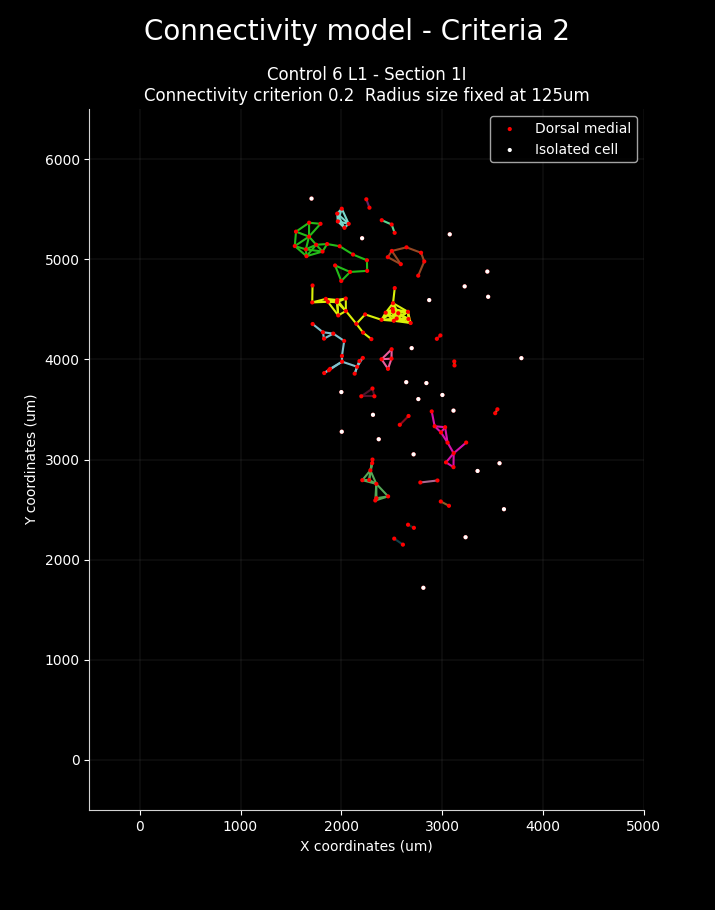 Connectivity model - Criteria 2
Control 6 L1 - Section 1I
Connectivity criterion 0.2  Radius size fixed at 125um
Dorsal medial
Isolated cell
6000
5000
4000
3000
2000
1000
0
Y coordinates (um)
0 1000 2000 3000 4000 5000
X coordinates (um)